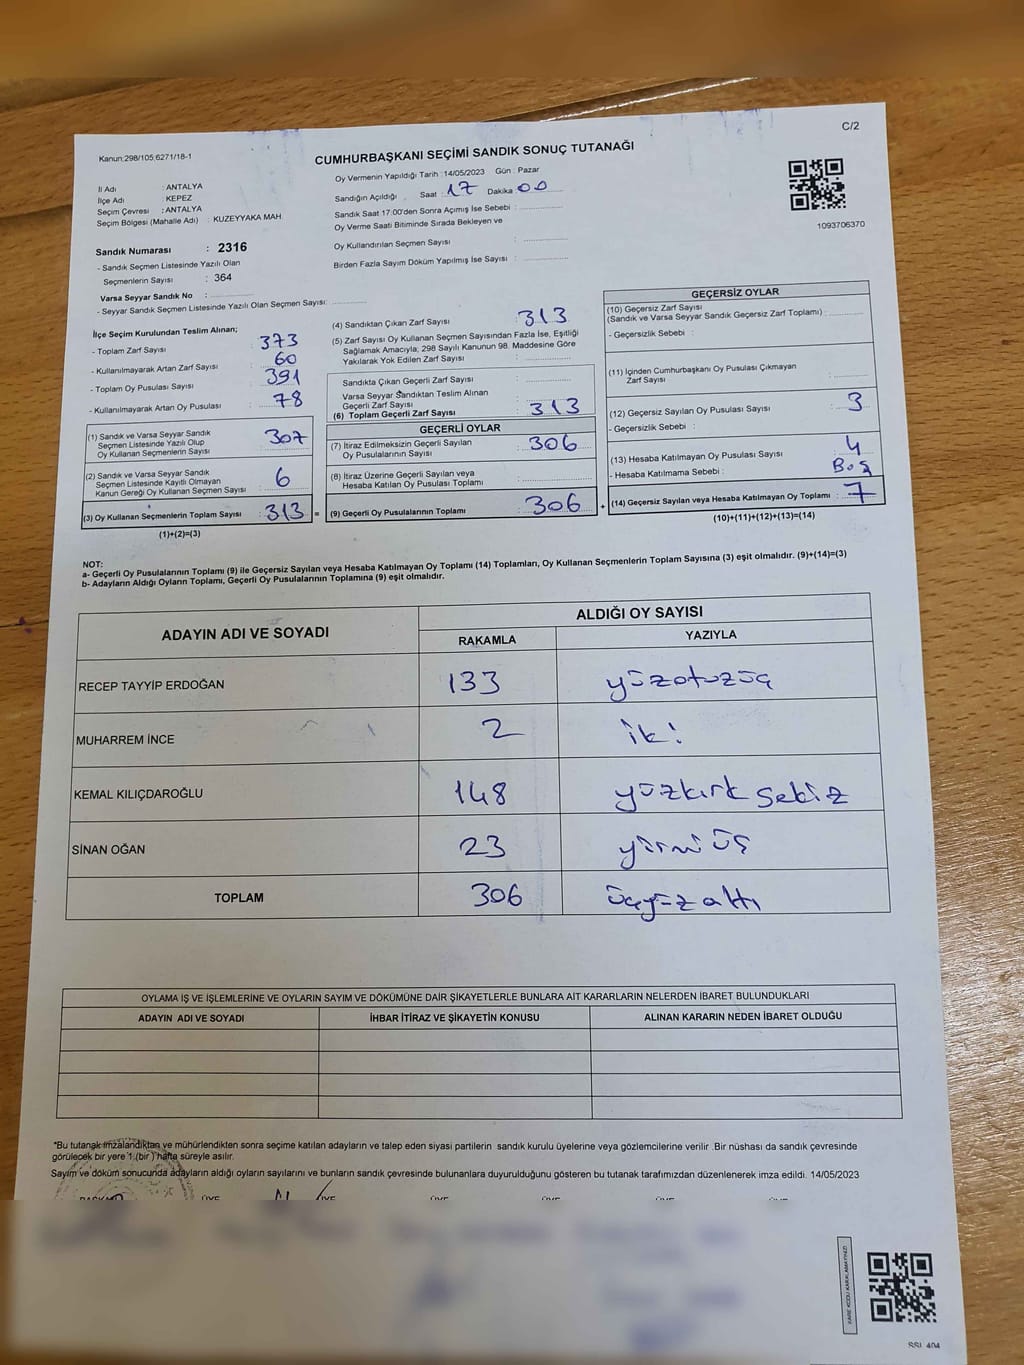 C/2
Kanun:298/105;6271/18-1
CUMHURBAŞKANI SEÇİMİ SANDIK SONUÇ TUTANAĞI
Oy Vermenin Yapıldığı Tarih : 14/05/2023 Gün : Pazar
İl Adı : ANTALYA
İlçe Adı : KEPEZ
Seçim Çevresi : ANTALYA
Seçim Bölgesi (Mahalle Adı) : KUZEYYAKA MAH
Sandık Numarası : 2316
- Sandık Seçmen Listesinde Yazılı Olan
Seçmenlerin Sayısı : 364
Varsa Seyyar Sandık No :
- Seyyar Sandık Seçmen Listesinde Yazılı Olan Seçmen Sayısı:
Sandığın Açıldığı Saat : 17 Dakika : 00
Sandık Saat 17:00'den Sonra Açımış İse Sebebi :
Oy Verme Saati Bitiminde Sırada Bekleyen ve
Oy Kullandırılan Seçmen Sayısı :
Birden Fazla Sayım Döküm Yapılmış İse Sayısı :
1093706370
İlçe Seçim Kurulundan Teslim Alınan;
- Toplam Zarf Sayısı : 373
- Kullanılmayarak Artan Zarf Sayısı : 60
- Toplam Oy Pusulası Sayısı : 391
- Kullanılmayarak Artan Oy Pusulası : 78
(1) Sandık ve Varsa Seyyar Sandık
Seçmen Listesinde Yazılı Olup
Oy Kullanan Seçmenlerin Sayısı : 307
(2) Sandık ve Varsa Seyyar Sandık
Seçmen Listesinde Kayıtlı Olmayan
Kanun Gereği Oy Kullanan Seçmen Sayısı : 6
(3) Oy Kullanan Seçmenlerin Toplam Sayısı : 313 =
(1)+(2)=(3)
(4) Sandıktan Çıkan Zarf Sayısı : 313
(5) Zarf Sayısı Oy Kullanan Seçmen Sayısından Fazla İse, Eşitliği
Sağlamak Amacıyla; 298 Sayılı Kanunun 98. Maddesine Göre
Yakılarak Yok Edilen Zarf Sayısı :
Sandıkta Çıkan Geçerli Zarf Sayısı :
Varsa Seyyar Sandıktan Teslim Alınan
Geçerli Zarf Sayısı :
(6) Toplam Geçerli Zarf Sayısı : 313
GEÇERLİ OYLAR
(7) İtiraz Edilmeksizin Geçerli Sayılan
Oy Pusulalarının Sayısı : 306
(8) İtiraz Üzerine Geçerli Sayılan veya
Hesaba Katılan Oy Pusulası Toplamı :
(9) Geçerli Oy Pusulalarının Toplamı : 306 +
GEÇERSİZ OYLAR
(10) Geçersiz Zarf Sayısı
(Sandık ve Varsa Seyyar Sandık Geçersiz Zarf Toplamı) :
- Geçersizlik Sebebi :
(11) İçinden Cumhurbaşkanı Oy Pusulası Çıkmayan
Zarf Sayısı :
(12) Geçersiz Sayılan Oy Pusulası Sayısı : 3
- Geçersizlik Sebebi :
(13) Hesaba Katılmayan Oy Pusulası Sayısı : 4
- Hesaba Katılmama Sebebi : Boş
(14) Geçersiz Sayılan veya Hesaba Katılmayan Oy Toplamı : 7
(10)+(11)+(12)+(13)=(14)
NOT:
a- Geçerli Oy Pusulalarının Toplamı (9) ile Geçersiz Sayılan veya Hesaba Katılmayan Oy Toplamı (14) Toplamları, Oy Kullanan Seçmenlerin Toplam Sayısına (3) eşit olmalıdır. (9)+(14)=(3)
b- Adayların Aldığı Oyların Toplamı, Geçerli Oy Pusulalarının Toplamına (9) eşit olmalıdır.
ADAYIN ADI VE SOYADI
ALDIĞI OY SAYISI
RAKAMLA YAZIYLA
RECEP TAYYİP ERDOĞAN 133 yüzotuzüç
MUHARREM İNCE 2 iki
KEMAL KILIÇDAROĞLU 148 yüzkırk sekiz
SİNAN OĞAN 23 yirmi üç
TOPLAM 306 üçyüz altı
OYLAMA İŞ VE İŞLEMLERİNE VE OYLARIN SAYIM VE DÖKÜMÜNE DAİR ŞİKAYETLERLE BUNLARA AİT KARARLARIN NELERDEN İBARET BULUNDUKLARI
ADAYIN ADI VE SOYADI İHBAR İTİRAZ VE ŞİKAYETİN KONUSU ALINAN KARARIN NEDEN İBARET OLDUĞU
*Bu tutanak imzalandıktan ve mühürlendikten sonra seçime katılan adayların ve talep eden siyasi partilerin sandık kurulu üyelerine veya gözlemcilerine verilir .Bir nüshası da sandık çevresinde
görülecek bir yere 1.(bir ) hafta süreyle asılır.
Sayım ve döküm sonucunda adayların aldığı oyların sayılarını ve bunların sandık çevresinde bulunanlara duyurulduğunu gösteren bu tutanak tarafımızdan düzenlenerek imza edildi. 14/05/2023
BAŞKAN ÜYE ÜYE ÜYE ÜYE ÜYE ÜYE
KARE KODU KARALAMAYINIZ!